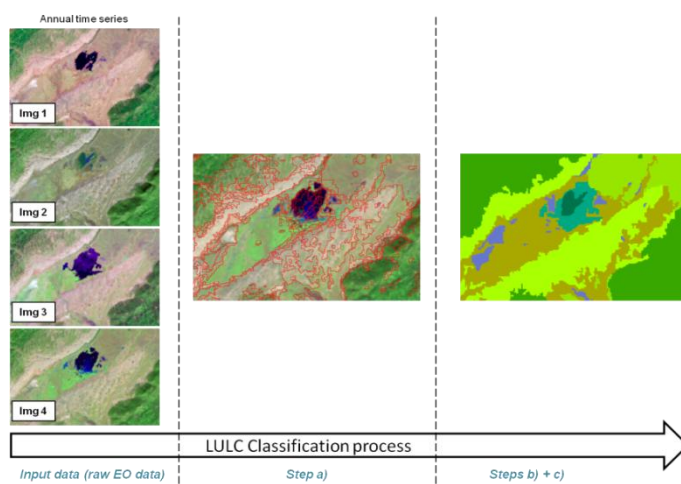 Annual time series
Img 1
Img 2
Img 3
Img 4
LULC Classification process
Input data (raw EO data)
Step a)
Steps b) + c)